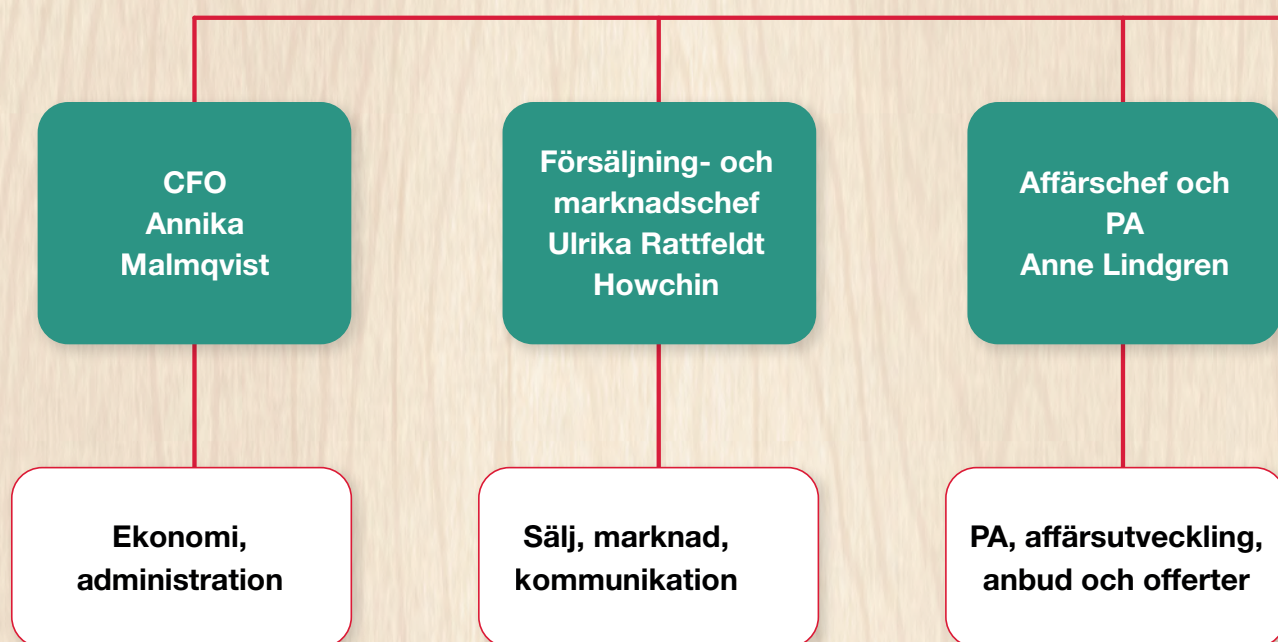 CFO
Annika
Malmqvist
Försäljning- och
marknadschef
Ulrika Rattfeldt
Howchin
Affärschef och
PA
Anne Lindgren
Ekonomi,
administration
Sälj, marknad,
kommunikation
PA, affärsutveckling,
anbud och offerter